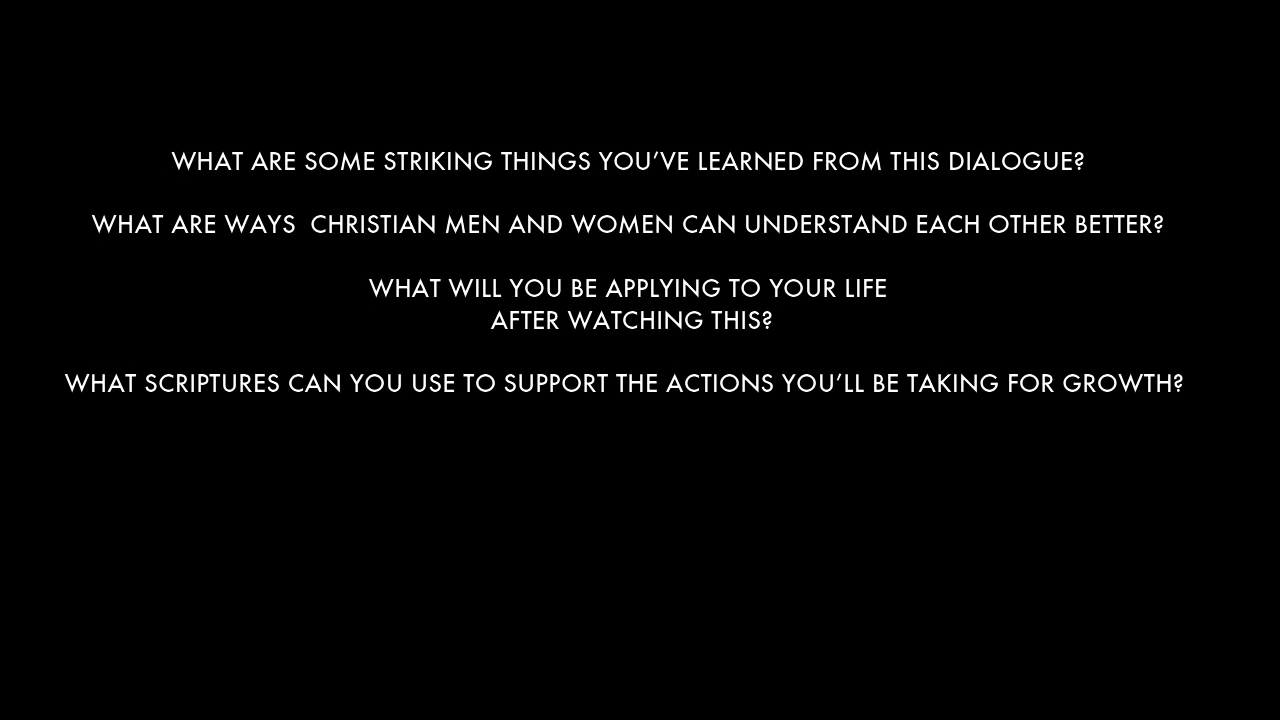 WHAT ARE SOME STRIKING THINGS YOU’VE LEARNED FROM THIS DIALOGUE?
WHAT ARE WAYS  CHRISTIAN MEN AND WOMEN CAN UNDERSTAND EACH OTHER BETTER?
WHAT WILL YOU BE APPLYING TO YOUR LIFE
AFTER WATCHING THIS?
WHAT SCRIPTURES CAN YOU USE TO SUPPORT THE ACTIONS YOU’LL BE TAKING FOR GROWTH?